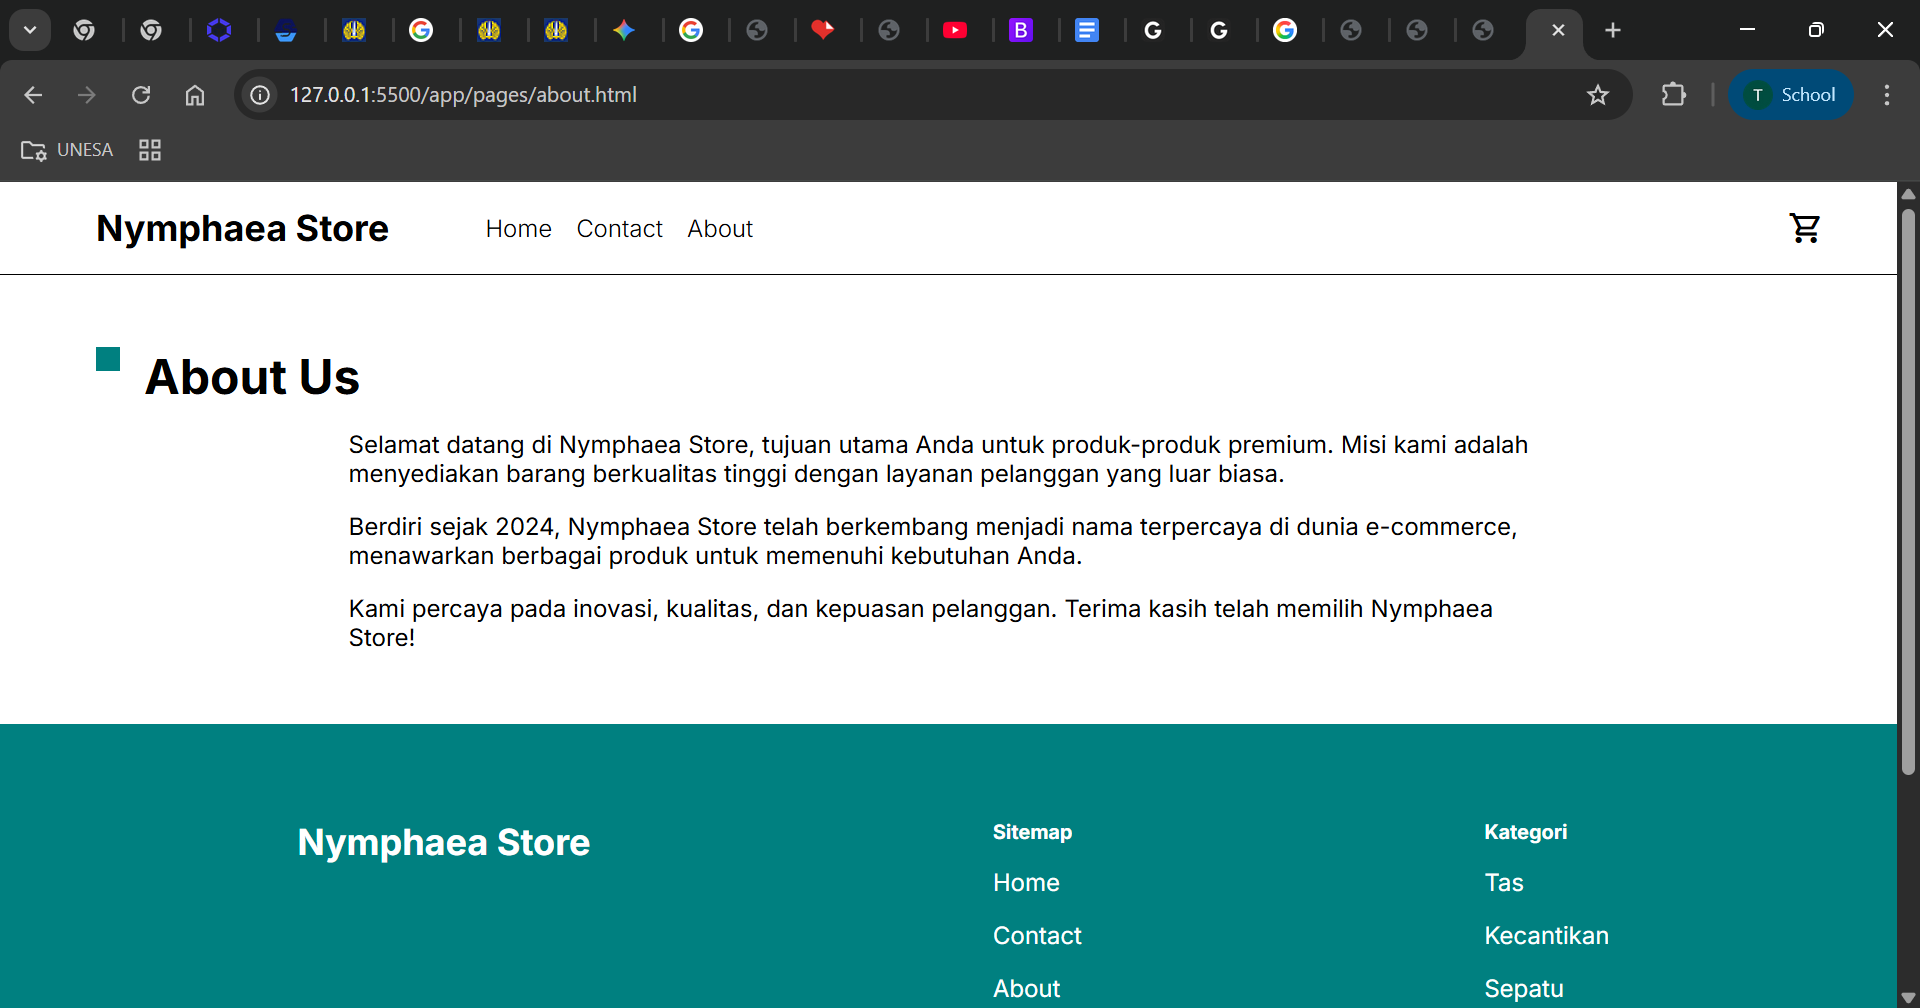 127.0.0.1:5500/app/pages/about.html
T School
UNESA
Nymphaea Store
Home Contact About
About Us
Selamat datang di Nymphaea Store, tujuan utama Anda untuk produk-produk premium. Misi kami adalah
menyediakan barang berkualitas tinggi dengan layanan pelanggan yang luar biasa.
Berdiri sejak 2024, Nymphaea Store telah berkembang menjadi nama terpercaya di dunia e-commerce,
menawarkan berbagai produk untuk memenuhi kebutuhan Anda.
Kami percaya pada inovasi, kualitas, dan kepuasan pelanggan. Terima kasih telah memilih Nymphaea
Store!
Nymphaea Store
Sitemap
Home
Contact
About
Kategori
Tas
Kecantikan
Sepatu